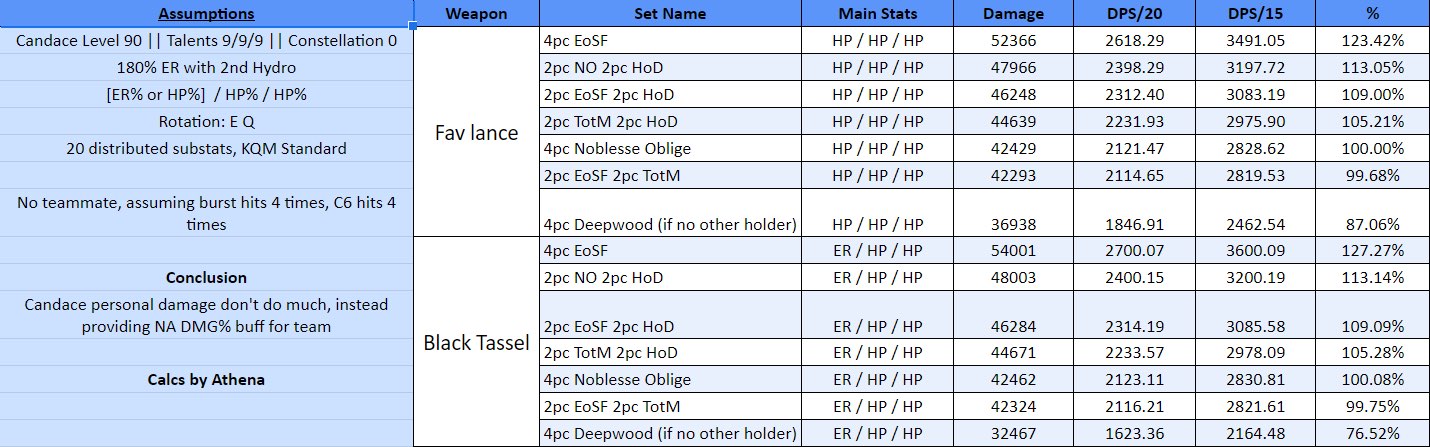 Assumptions Weapon Set Name Main Stats Damage DPS/20 DPS/15 %
Candace Level 90 || Talents 9/9/9 || Constellation 0 4pc EoSF HP / HP / HP 52366 2618.29 3491.05 123.42%
180% ER with 2nd Hydro 2pc NO 2pc HoD HP / HP / HP 47966 2398.29 3197.72 113.05%
[ER% or HP%] / HP% / HP% 2pc EoSF 2pc HoD HP / HP / HP 46248 2312.40 3083.19 109.00%
Rotation: E Q Fav lance 2pc TotM 2pc HoD HP / HP / HP 44639 2231.93 2975.90 105.21%
20 distributed substats, KQM Standard 4pc Noblesse Oblige HP / HP / HP 42429 2121.47 2828.62 100.00%
2pc EoSF 2pc TotM HP / HP / HP 42293 2114.65 2819.53 99.68%
No teammate, assuming burst hits 4 times, C6 hits 4
times 4pc Deepwood (if no other holder) HP / HP / HP 36938 1846.91 2462.54 87.06%
4pc EoSF ER / HP / HP 54001 2700.07 3600.09 127.27%
Conclusion 2pc NO 2pc HoD ER / HP / HP 48003 2400.15 3200.19 113.14%
Candace personal damage don't do much, instead
providing NA DMG% buff for team 2pc EoSF 2pc HoD ER / HP / HP 46284 2314.19 3085.58 109.09%
Black Tassel 2pc TotM 2pc HoD ER / HP / HP 44671 2233.57 2978.09 105.28%
Calcs by Athena 4pc Noblesse Oblige ER / HP / HP 42462 2123.11 2830.81 100.08%
2pc EoSF 2pc TotM ER / HP / HP 42324 2116.21 2821.61 99.75%
4pc Deepwood (if no other holder) ER / HP / HP 32467 1623.36 2164.48 76.52%